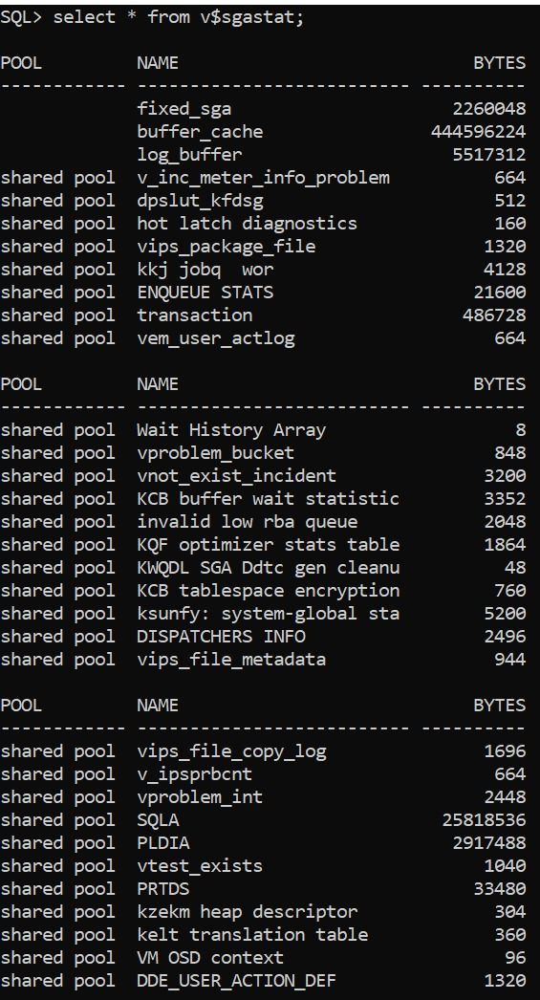 SQL> select * from v$sgastat;
POOL         NAME                            BYTES
------------ -------------------------- ----------
             fixed_sga                     2260048
             buffer_cache                444596224
             log_buffer                    5517312
shared pool  v_inc_meter_info_problem          664
shared pool  dpslut_kfdsg                      512
shared pool  hot latch diagnostics             160
shared pool  vips_package_file                1320
shared pool  kkj jobq  wor                    4128
shared pool  ENQUEUE STATS                   21600
shared pool  transaction                    486728
shared pool  vem_user_actlog                   664
POOL         NAME                            BYTES
------------ -------------------------- ----------
shared pool  Wait History Array                  8
shared pool  vproblem_bucket                   848
shared pool  vnot_exist_incident              3200
shared pool  KCB buffer wait statistic        3352
shared pool  invalid low rba queue            2048
shared pool  KQF optimizer stats table        1864
shared pool  KWQDL SGA Ddtc gen cleanu          48
shared pool  KCB tablespace encryption         760
shared pool  ksunfy: system-global sta        5200
shared pool  DISPATCHERS INFO                 2496
shared pool  vips_file_metadata                944
POOL         NAME                            BYTES
------------ -------------------------- ----------
shared pool  vips_file_copy_log               1696
shared pool  v_ipsprbcnt                       664
shared pool  vproblem_int                     2448
shared pool  SQLA                         25818536
shared pool  PLDIA                         2917488
shared pool  vtest_exists                     1040
shared pool  PRTDS                           33480
shared pool  kzekm heap descriptor             304
shared pool  kelt translation table            360
shared pool  VM OSD context                     96
shared pool  DDE_USER_ACTION_DEF              1320